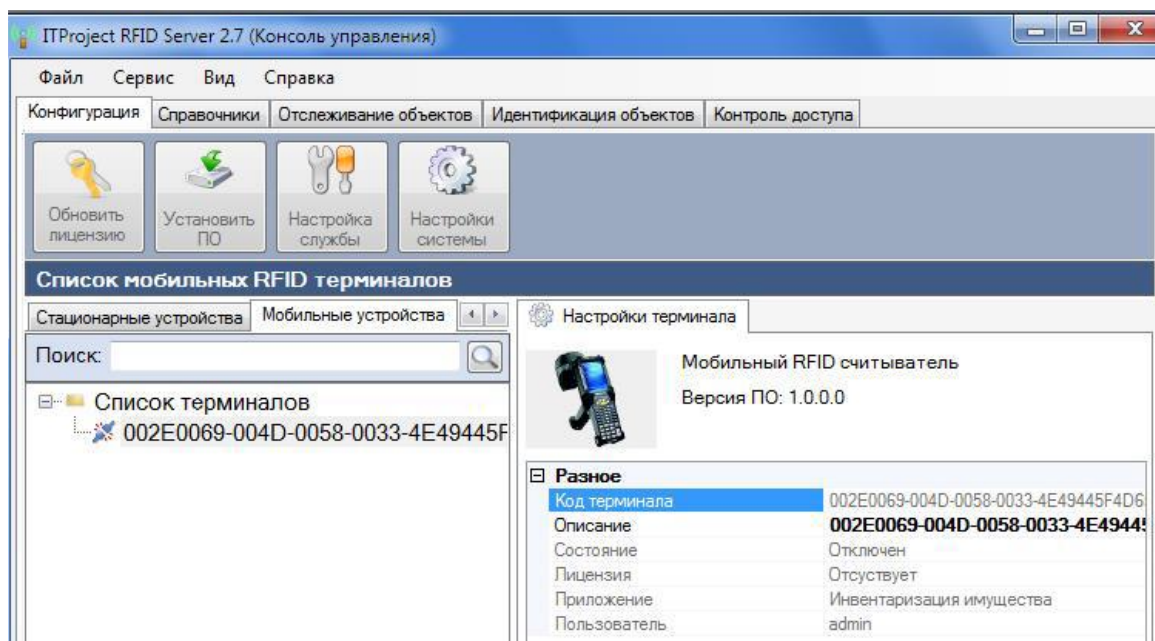 ITProject RFID Server 2.7 (Консоль управления)
Файл Сервис Вид Справка
Конфигурация Справочники Отслеживание объектов Идентификация объектов Контроль доступа
Обновить лицензию
Установить ПО
Настройка службы
Настройки системы
Список мобильных RFID терминалов
Стационарные устройства Мобильные устройства
Настройки терминала
Поиск:
Мобильный RFID считыватель
Версия ПО: 1.0.0.0
Список терминалов
002E0069-004D-0058-0033-4E49445F
Разное
Код терминала 002E0069-004D-0058-0033-4E49445F4D6
Описание 002E0069-004D-0058-0033-4E49445
Состояние Отключен
Лицензия Отсуствует
Приложение Инвентаризация имущества
Пользователь admin